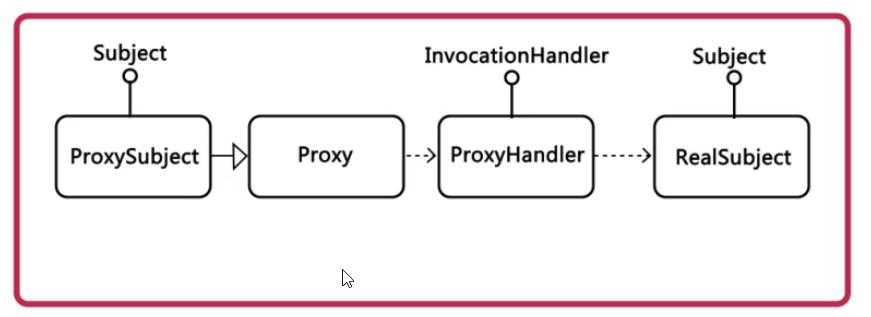 Subject
InvocationHandler
Subject
ProxySubject
Proxy
ProxyHandler
RealSubject